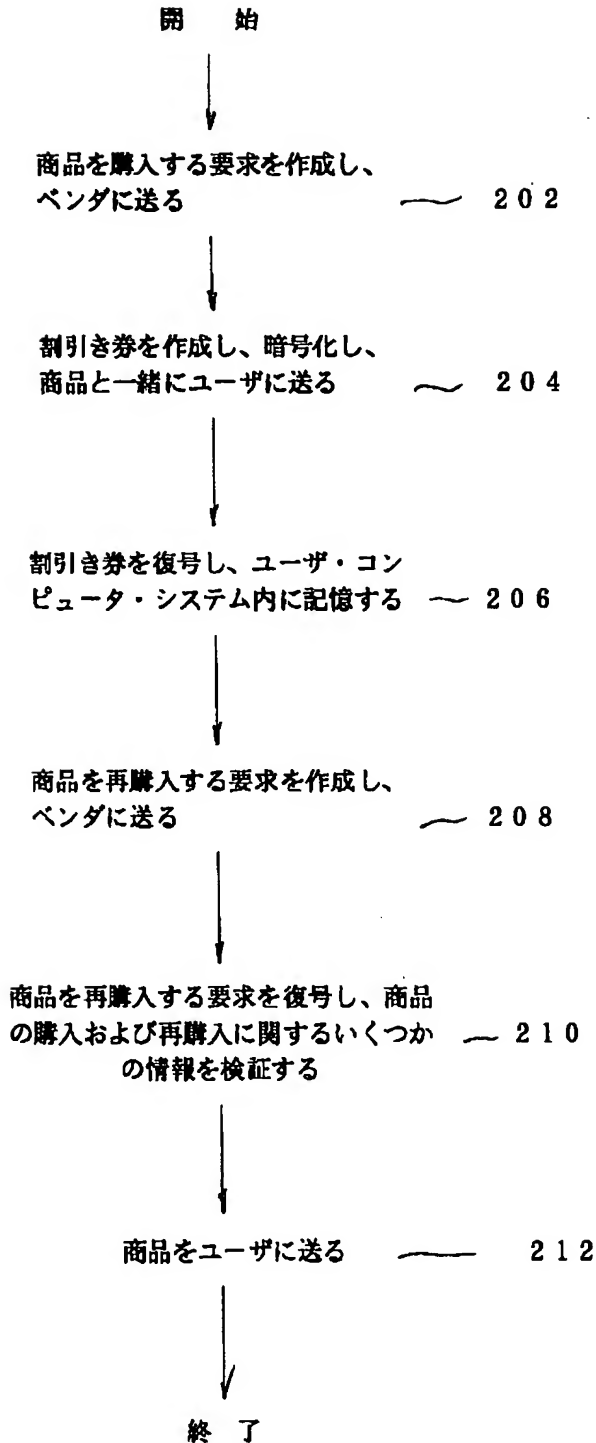 開 始
商品を購入する要求を作成し、
ベンダに送る 202
割引き券を作成し、暗号化し、
商品と一緒にユーザに送る 204
割引き券を復号し、ユーザ・コン
ピュータ・システム内に記憶する 206
商品を再購入する要求を作成し、
ベンダに送る 208
商品を再購入する要求を復号し、商品
の購入および再購入に関するいくつか 210
の情報を検証する
商品をユーザに送る 212
終 了